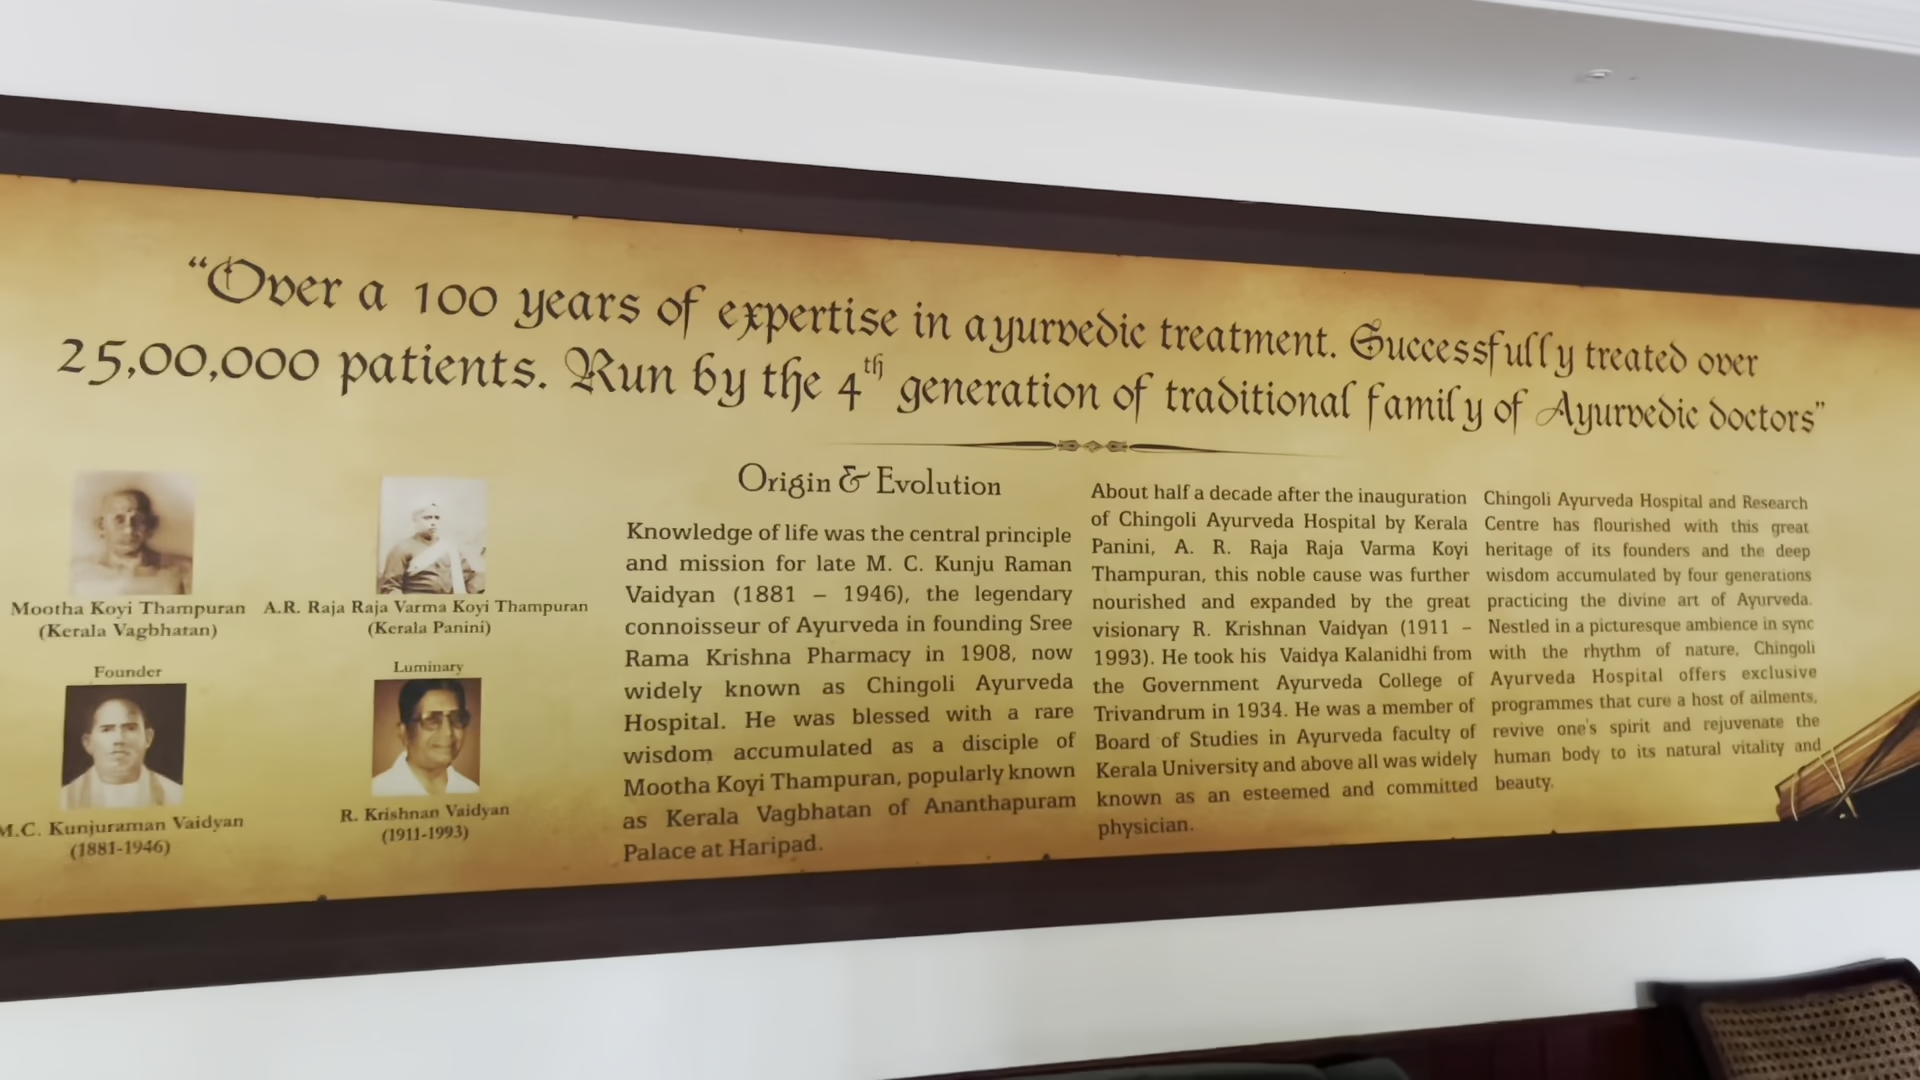 “Over a 100 years of expertise in ayurvedic treatment. Successfully treated over
25,00,000 patients. Run by the 4th generation of traditional family of Ayurvedic doctors”
Mootha Koyi Thampuran
(Kerala Vagbhatan)
A.R. Raja Raja Varma Koyi Thampuran
(Kerala Panini)
Founder
M.C. Kunjuraman Vaidyan
(1881-1946)
Luminary
R. Krishnan Vaidyan
(1911-1993)
Origin & Evolution
Knowledge of life was the central principle
and mission for late M. C. Kunju Raman
Vaidyan (1881 – 1946), the legendary
connoisseur of Ayurveda in founding Sree
Rama Krishna Pharmacy in 1908, now
widely known as Chingoli Ayurveda
Hospital. He was blessed with a rare
wisdom accumulated as a disciple of
Mootha Koyi Thampuran, popularly known
as Kerala Vagbhatan of Ananthapuram
Palace at Haripad.
About half a decade after the inauguration
of Chingoli Ayurveda Hospital by Kerala
Panini, A. R. Raja Raja Varma Koyi
Thampuran, this noble cause was further
nourished and expanded by the great
visionary R. Krishnan Vaidyan (1911 –
1993). He took his Vaidya Kalanidhi from
the Government Ayurveda College of
Trivandrum in 1934. He was a member of
Board of Studies in Ayurveda faculty of
Kerala University and above all was widely
known as an esteemed and committed
physician.
Chingoli Ayurveda Hospital and Research
Centre has flourished with this great
heritage of its founders and the deep
wisdom accumulated by four generations
practicing the divine art of Ayurveda.
Nestled in a picturesque ambience in sync
with the rhythm of nature, Chingoli
Ayurveda Hospital offers exclusive
programmes that cure a host of ailments,
revive one's spirit and rejuvenate the
human body to its natural vitality and
beauty.